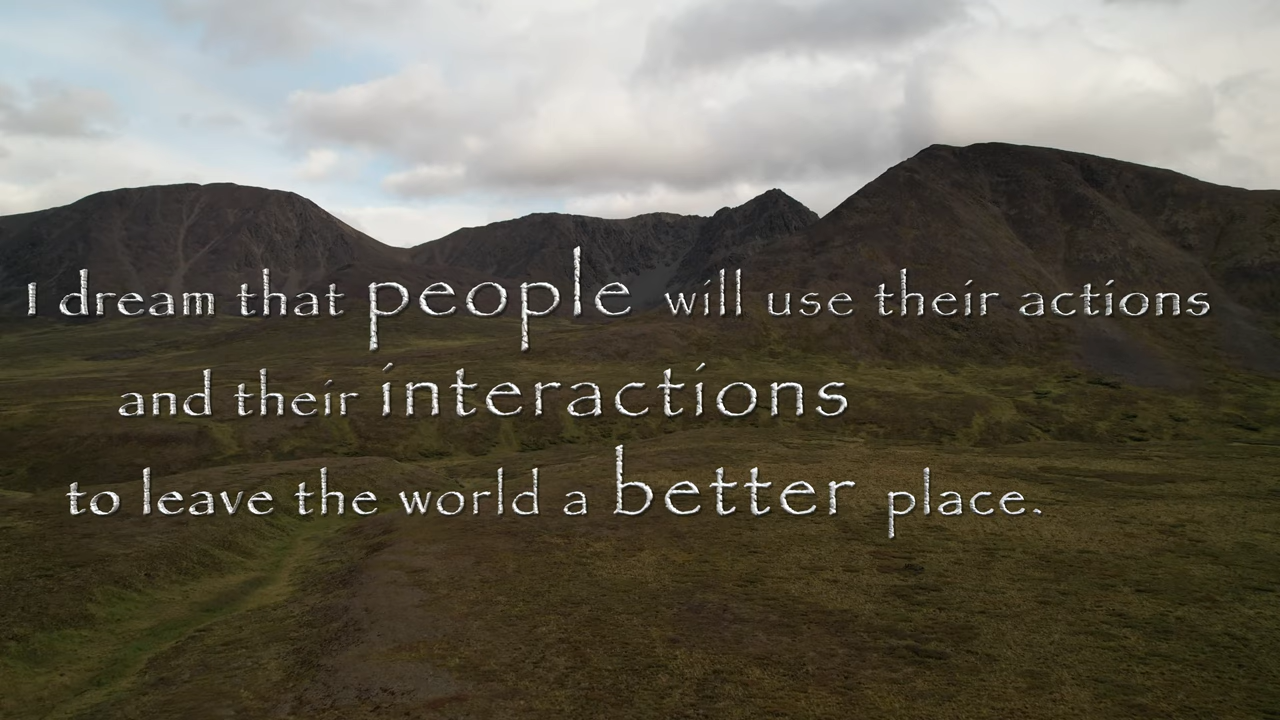 I dream that people will use their actions
and their interactions
to leave the world a better place.